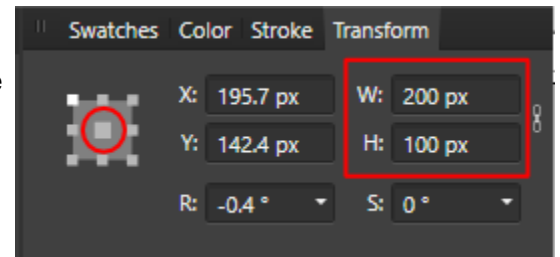 Swatches Color Stroke Transform
X: 195.7 px W: 200 px
Y: 142.4 px H: 100 px
R: -0.4 ° S: 0 °